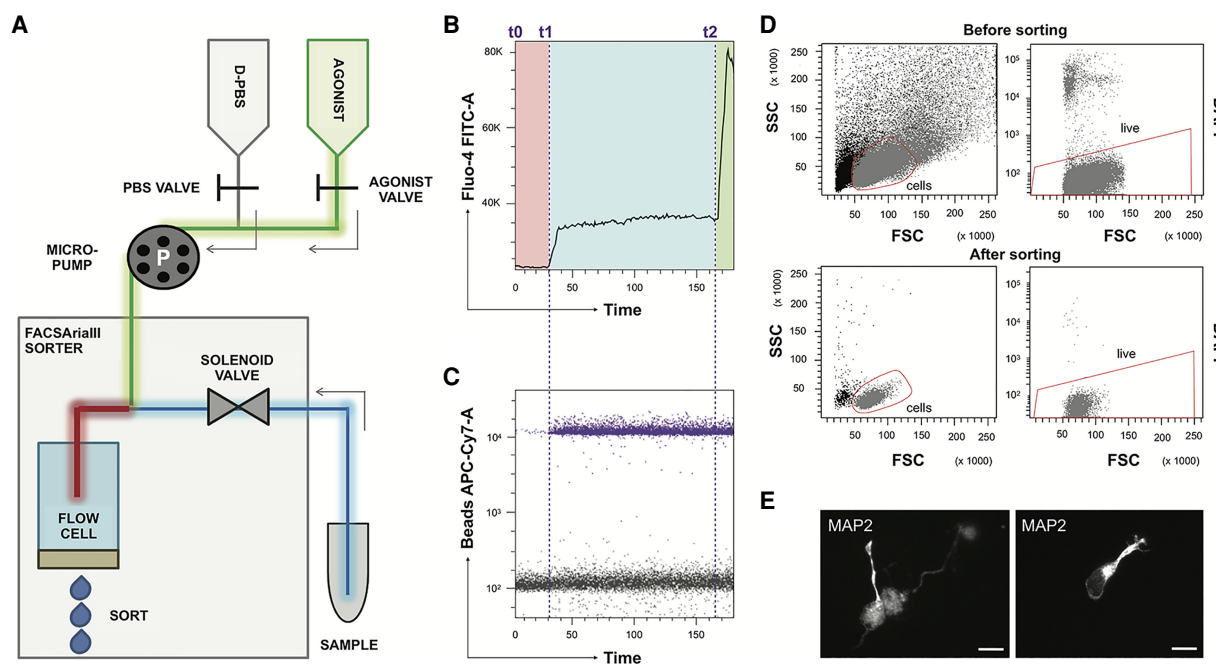 A
D-PBS
AGONIST
PBS VALVE
AGONIST
VALVE
MICRO-
PUMP
P
FACSAriaIII
SORTER
SOLENOID
VALVE
FLOW
CELL
SORT
SAMPLE
B
t0
t1
t2
80K
60K
40K
Fluo-4 FITC-A
0
50
100
150
Time
C
10⁴
10³
10²
Beads APC-Cy7-A
0
50
100
150
Time
D
Before sorting
SSC
(x 1000)
250
200
150
100
50
cells
50 100 150 200 250
FSC
(x 1000)
10⁵
10⁴
10³
10²
live
50 100 150 200 250
FSC
(x 1000)
After sorting
SSC
(x 1000)
250
200
150
100
50
cells
50 100 150 200 250
FSC
(x 1000)
10⁵
10⁴
10³
10²
live
50 100 150 200 250
FSC
(x 1000)
E
MAP2
MAP2